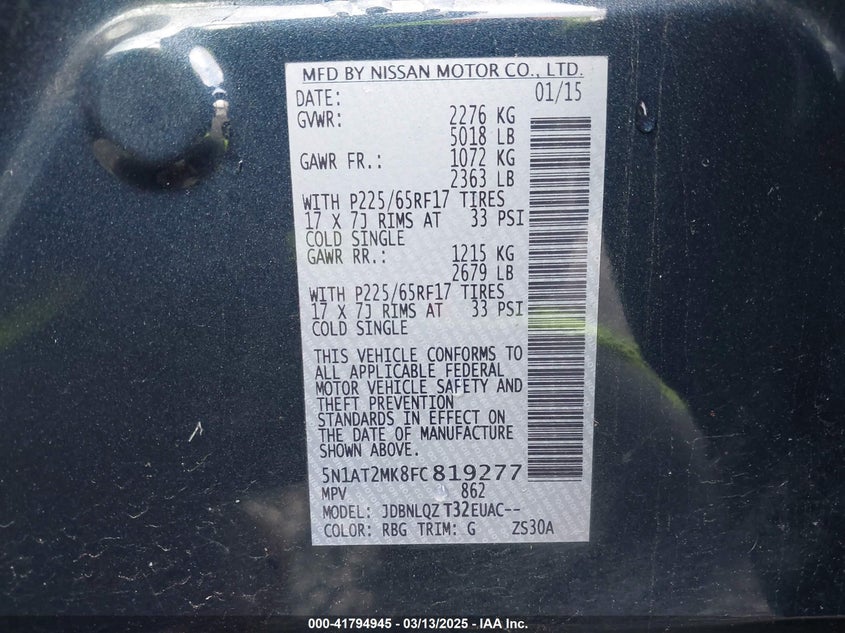 MFD BY NISSAN MOTOR CO., LTD.
DATE: 01/15
GVWR: 2276 KG
5018 LB
GAWR FR.: 1072 KG
2363 LB
WITH P225/65RF17 TIRES
17 X 7J RIMS AT 33 PSI
COLD SINGLE
GAWR RR.: 1215 KG
2679 LB
WITH P225/65RF17 TIRES
17 X 7J RIMS AT 33 PSI
COLD SINGLE
THIS VEHICLE CONFORMS TO
ALL APPLICABLE FEDERAL
MOTOR VEHICLE SAFETY AND
THEFT PREVENTION
STANDARDS IN EFFECT ON
THE DATE OF MANUFACTURE
SHOWN ABOVE.
5N1AT2MK8FC819277
MPV 862
MODEL: JDBNLQZ T32EUAC--
COLOR: RBG TRIM: G ZS30A
000-41794945 - 03/13/2025 - IAA Inc.